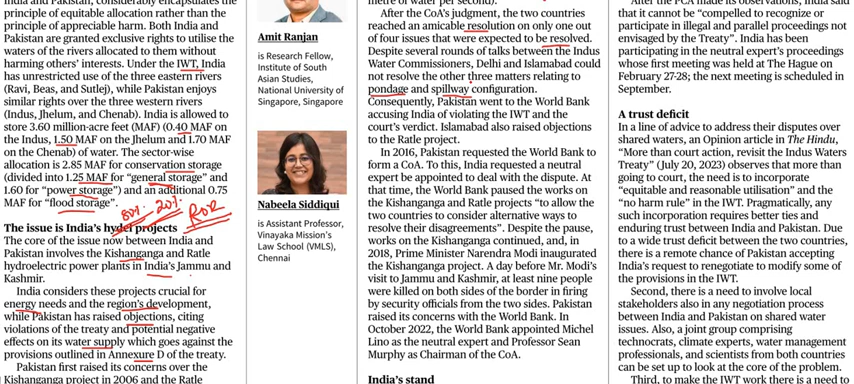 India and Pakistan, considerably encapsulates the
principle of equitable allocation rather than the
principle of appreciable harm. Both India and
Pakistan are granted exclusive rights to utilise the
waters of the rivers allocated to them without
harming others' interests. Under the IWT, India
has unrestricted use of the three eastern rivers
(Ravi, Beas, and Sutlej), while Pakistan enjoys
similar rights over the three western rivers
(Indus, Jhelum, and Chenab). India is allowed to
store 3.60 million-acre feet (MAF) (0.40 MAF on
the Indus, 1.50 MAF on the Jhelum and 1.70 MAF
on the Chenab) of water. The sector-wise
allocation is 2.85 MAF for conservation storage
(divided into 1.25 MAF for "general storage" and
1.60 for "power storage") and an additional 0.75
MAF for "flood storage".
80% 20% ROR
The issue is India's hydel projects
The core of the issue now between India and
Pakistan involves the Kishanganga and Ratle
hydroelectric power plants in India's Jammu and
Kashmir.
India considers these projects crucial for
energy needs and the region's development,
while Pakistan has raised objections, citing
violations of the treaty and potential negative
effects on its water supply which goes against the
provisions outlined in Annexure D of the treaty.
Pakistan first raised its concerns over the
Kishanganga project in 2006 and the Ratle
Amit Ranjan
is Research Fellow,
Institute of South
Asian Studies,
National University of
Singapore, Singapore
Nabeela Siddiqui
is Assistant Professor,
Vinayaka Mission's
Law School (VMLS),
Chennai
metre of water per second).
After the CoA's judgment, the two countries
reached an amicable resolution on only one out
of four issues that were expected to be resolved.
Despite several rounds of talks between the Indus
Water Commissioners, Delhi and Islamabad could
not resolve the other three matters relating to
pondage and spillway configuration.
Consequently, Pakistan went to the World Bank
accusing India of violating the IWT and the
court's verdict. Islamabad also raised objections
to the Ratle project.
In 2016, Pakistan requested the World Bank to
form a CoA. To this, India requested a neutral
expert be appointed to deal with the dispute. At
that time, the World Bank paused the works on
the Kishanganga and Ratle projects "to allow the
two countries to consider alternative ways to
resolve their disagreements". Despite the pause,
works on the Kishanganga continued, and, in
2018, Prime Minister Narendra Modi inaugurated
the Kishanganga project. A day before Mr. Modi's
visit to Jammu and Kashmir, at least nine people
were killed on both sides of the border in firing
by security officials from the two sides. Pakistan
raised its concerns with the World Bank. In
October 2022, the World Bank appointed Michel
Lino as the neutral expert and Professor Sean
Murphy as Chairman of the CoA.
India's stand
After the PCA made its observations, India said
that it cannot be "compelled to recognize or
participate in illegal and parallel proceedings not
envisaged by the Treaty". India has been
participating in the neutral expert's proceedings
whose first meeting was held at The Hague on
February 27-28; the next meeting is scheduled in
September.
A trust deficit
In a line of advice to address their disputes over
shared waters, an Opinion article in The Hindu,
"More than court action, revisit the Indus Waters
Treaty" (July 20, 2023) observes that more than
going to court, the need is to incorporate
"equitable and reasonable utilisation" and the
"no harm rule" in the IWT. Pragmatically, any
such incorporation requires better ties and
enduring trust between India and Pakistan. Due
to a wide trust deficit between the two countries,
there is a remote chance of Pakistan accepting
India's request to renegotiate to modify some of
the provisions in the IWT.
Second, there is a need to involve local
stakeholders also in any negotiation process
between India and Pakistan on shared water
issues. Also, a joint group comprising
technocrats, climate experts, water management
professionals, and scientists from both countries
can be set up to look at the core of the problem.
Third, to make the IWT work there is a need to